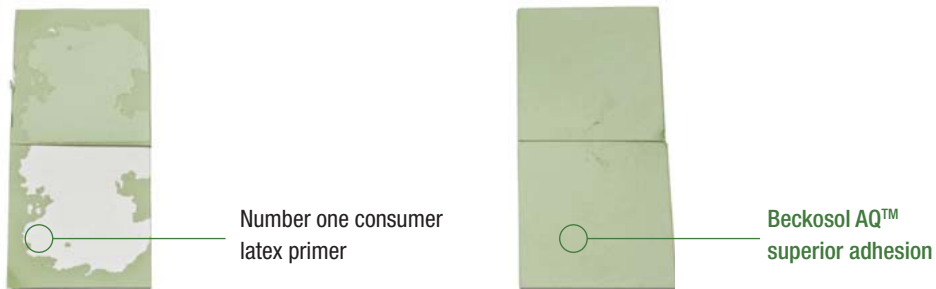 Number one consumer
latex primer
Beckosol AQ™
superior adhesion